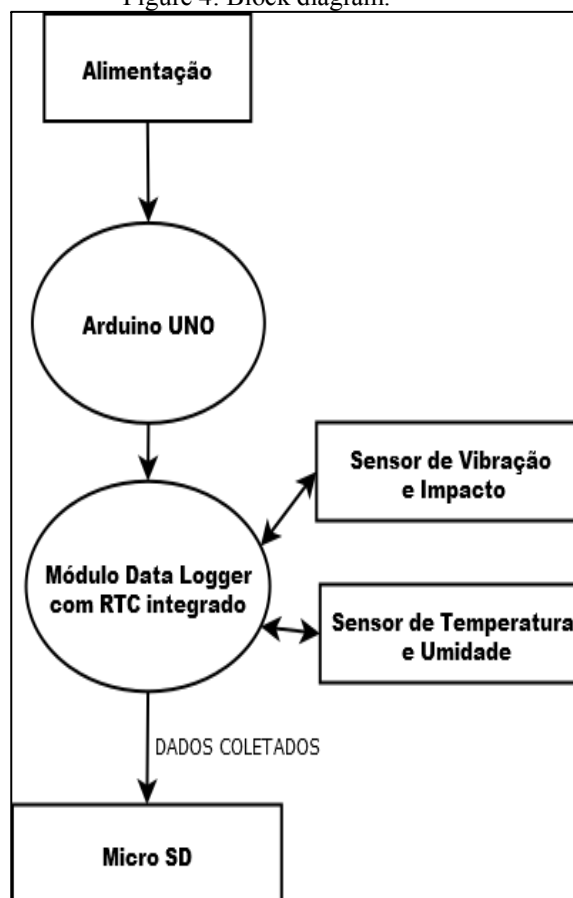 Figure 4: Block diagram.
Alimentação
Arduino UNO
Sensor de Vibração
e Impacto
Módulo Data Logger
com RTC integrado
Sensor de Temperatura
e Umidade
DADOS COLETADOS
Micro SD